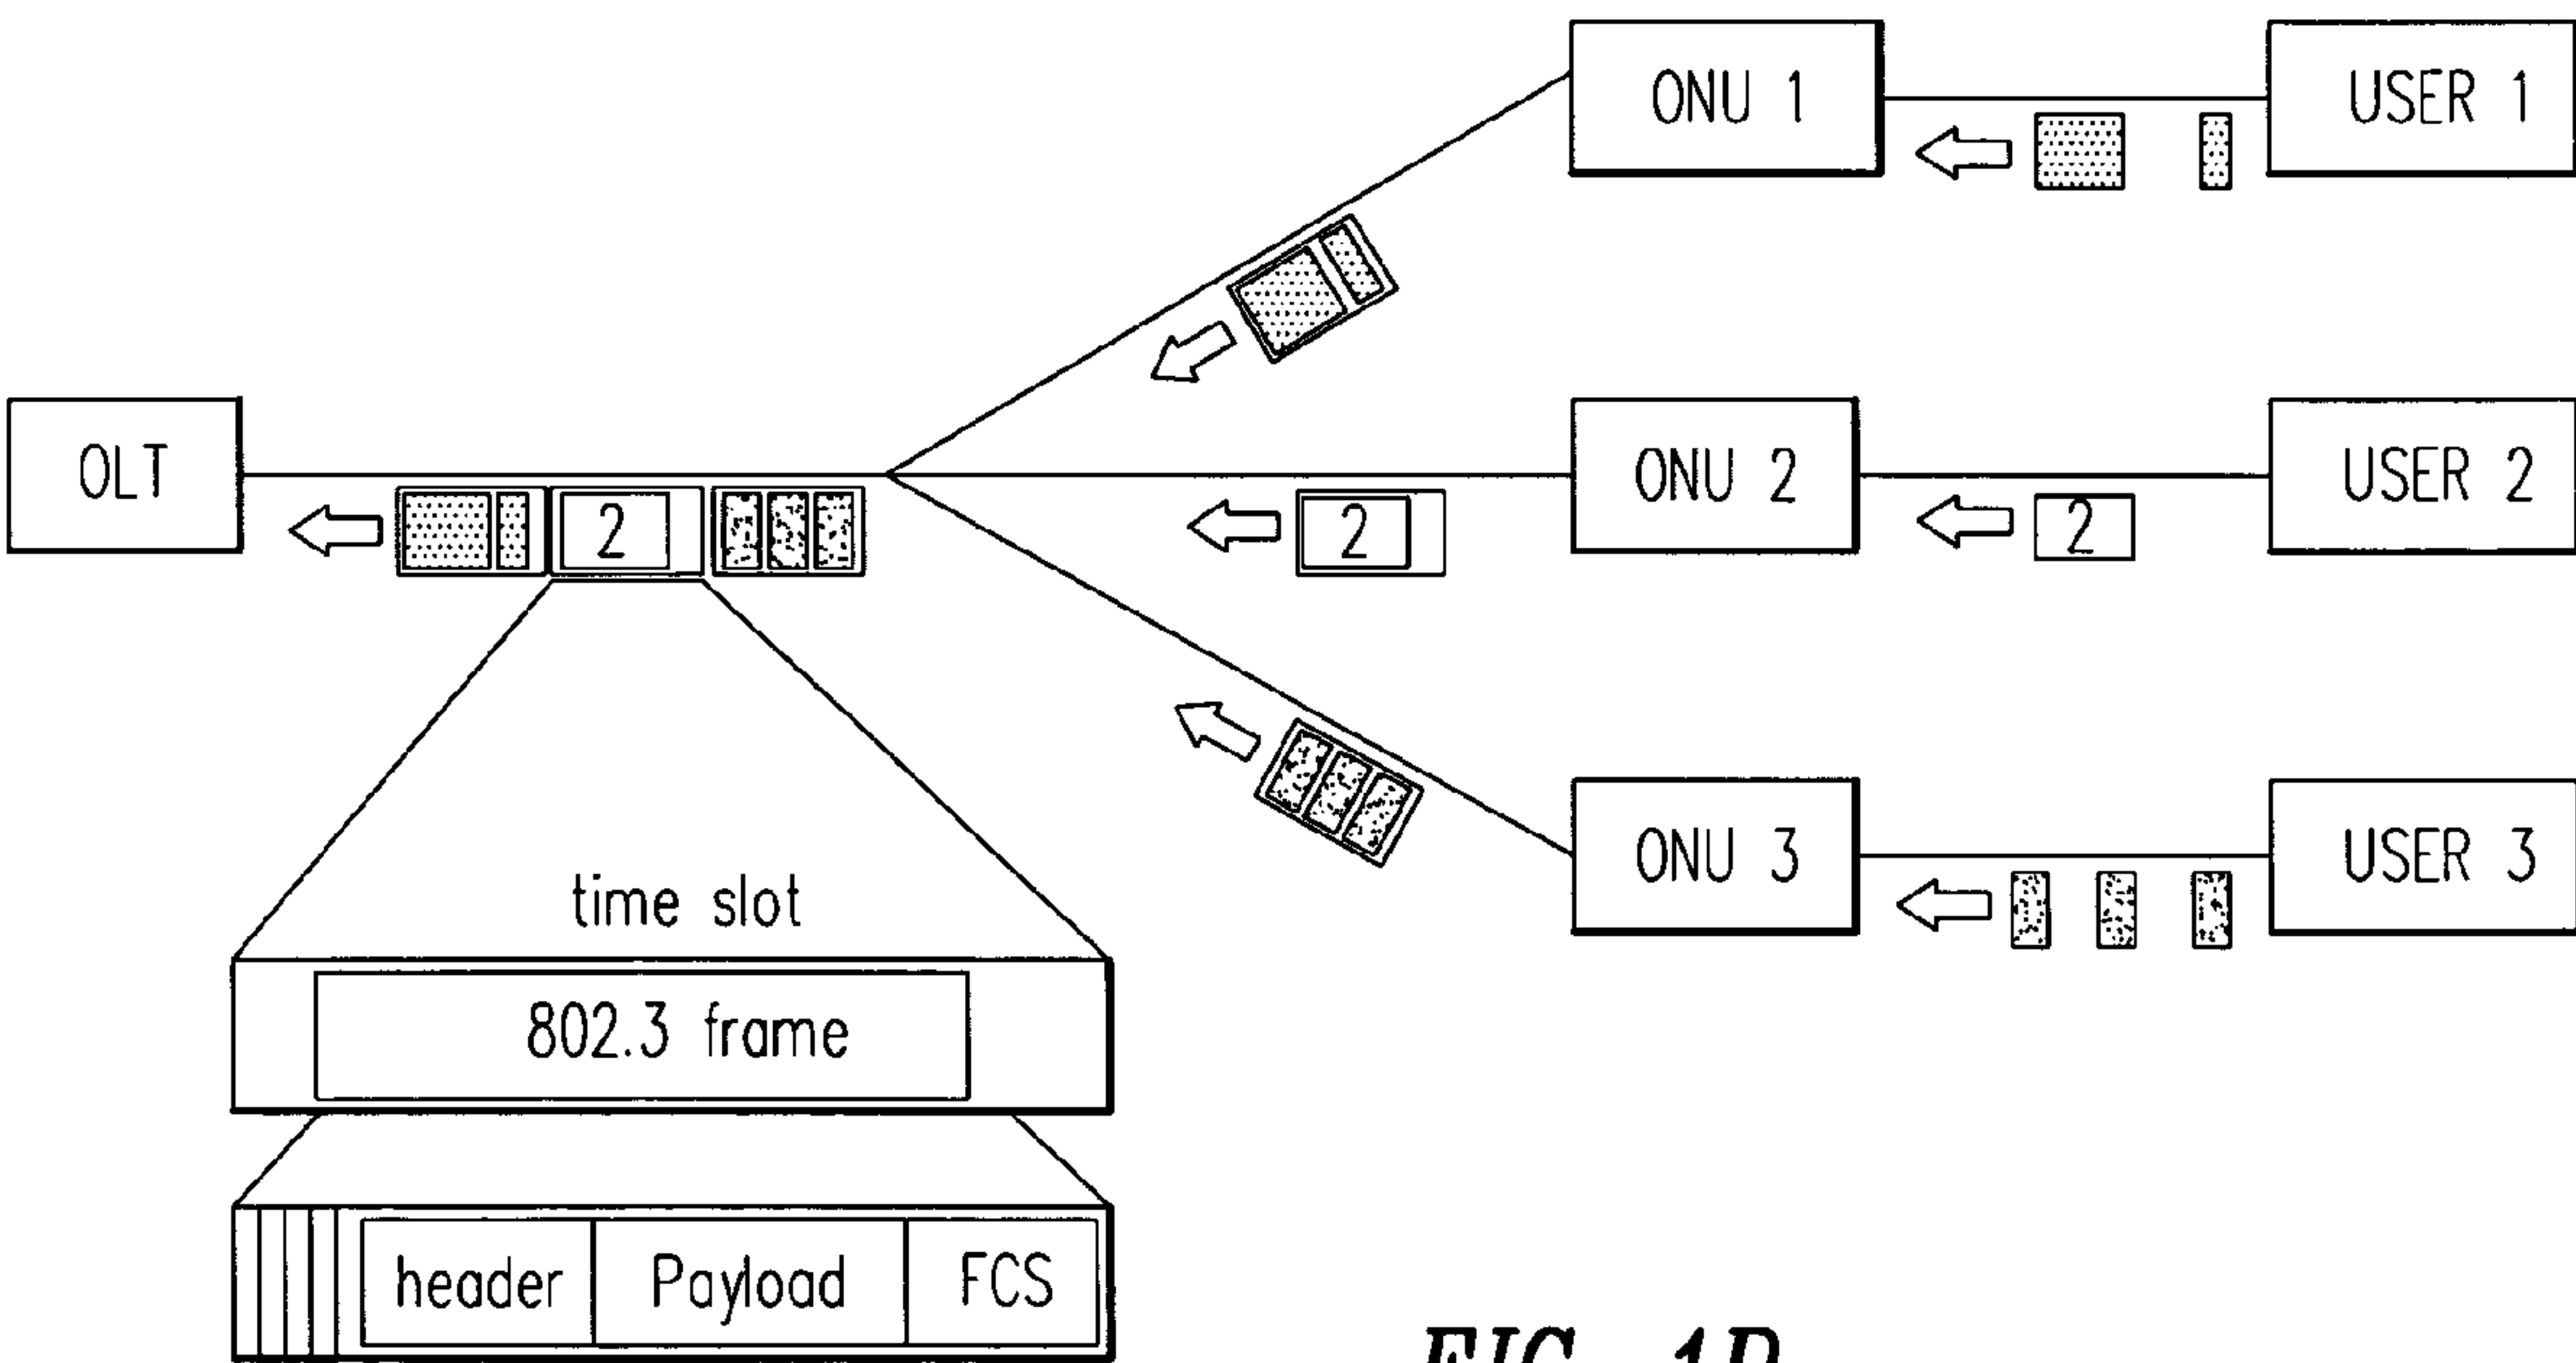 ONU 1
USER 1
OLT
2
2
ONU 2
2
USER 2
ONU 3
USER 3
time slot
802.3 frame
header
Payload
FCS